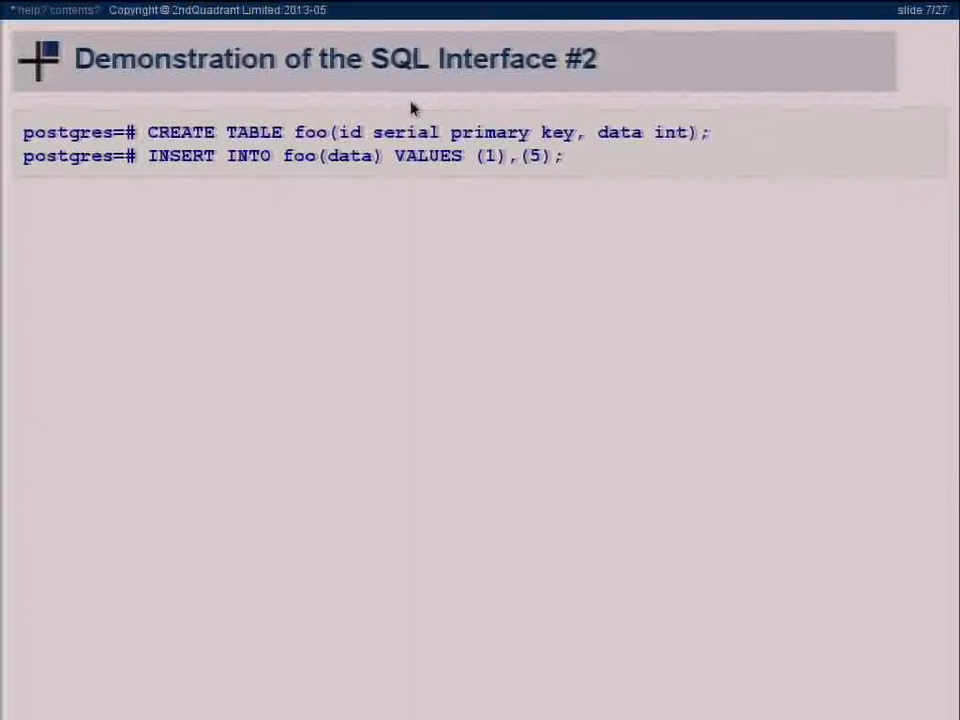 * help? contents? Copyright © 2ndQuadrant Limited 2013-05
slide 7/27
Demonstration of the SQL Interface #2
postgres=# CREATE TABLE foo(id serial primary key, data int);
postgres=# INSERT INTO foo(data) VALUES (1),(5);